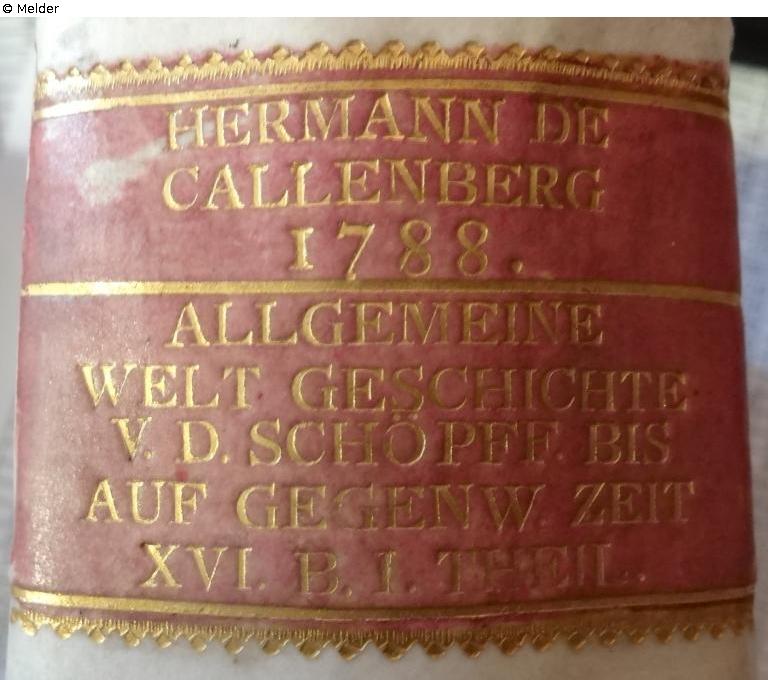 © Melder
HERMANN DE
CALLENBERG
1788.
ALLGEMEINE
WELT GESCHICHTE
V. D. SCHÖPFF. BIS
AUF GEGENW. ZEIT
XVI. B. I. THEIL.